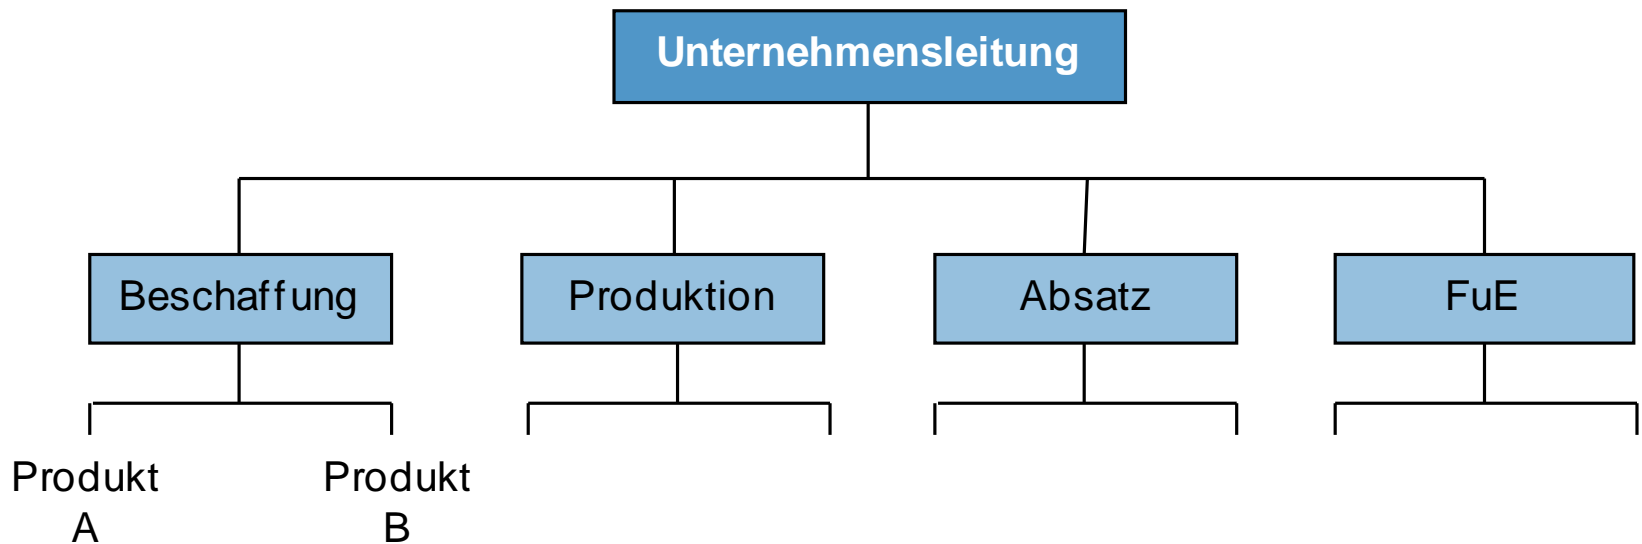 Unternehmensleitung
Beschaffung
Produktion
Absatz
FuE
Produkt
A
Produkt
B